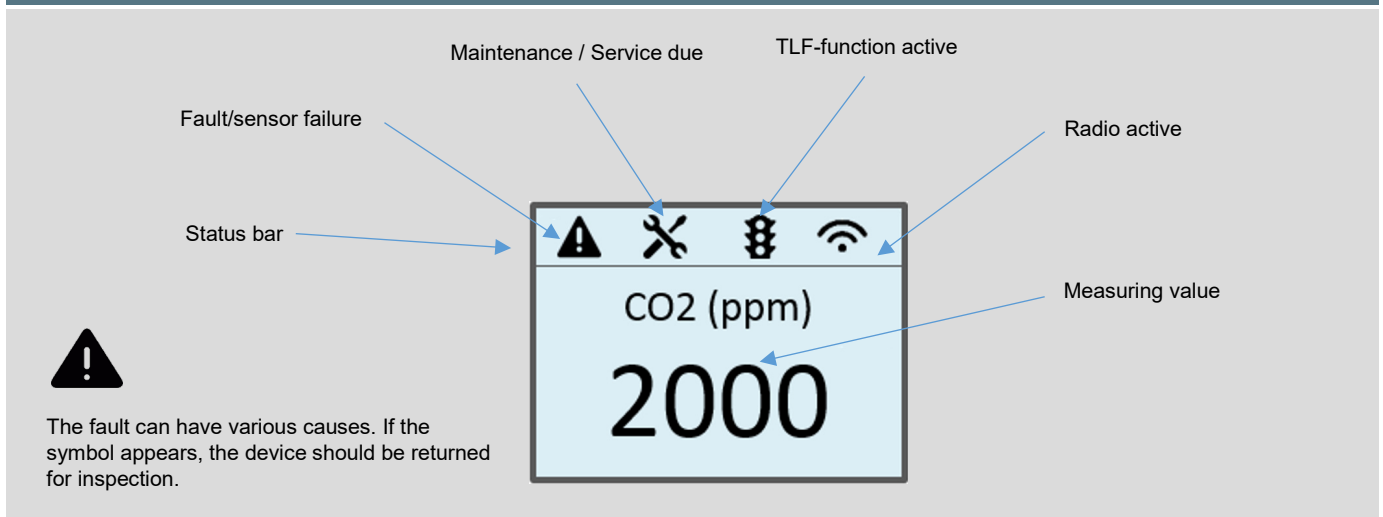 Maintenance / Service due
TLF-function active
Fault/sensor failure
Radio active
Status bar
Measuring value
CO2 (ppm)
2000
The fault can have various causes. If the
symbol appears, the device should be returned
for inspection.